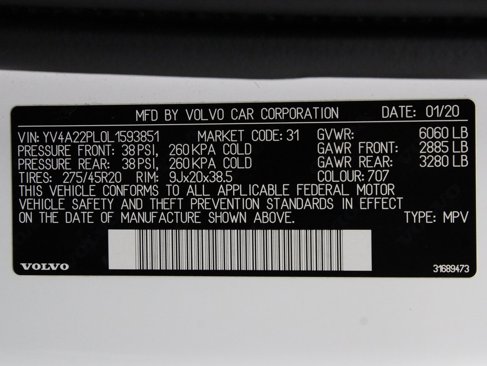 MFD BY VOLVO CAR CORPORATION DATE: 01/20
VIN: YV4A22PL0L1593851 MARKET CODE: 31 GVWR: 6060 LB
PRESSURE FRONT: 38 PSI, 260 KPA COLD GAWR FRONT: 2885 LB
PRESSURE REAR: 38 PSI, 260 KPA COLD GAWR REAR: 3280 LB
TIRES: 275/45R20 RIM: 9Jx20x38.5 COLOUR: 707
THIS VEHICLE CONFORMS TO ALL APPLICABLE FEDERAL MOTOR
VEHICLE SAFETY AND THEFT PREVENTION STANDARDS IN EFFECT
ON DATE OF MANUFACTURE SHOWN ABOVE. TYPE: MPV
VOLVO 31689473